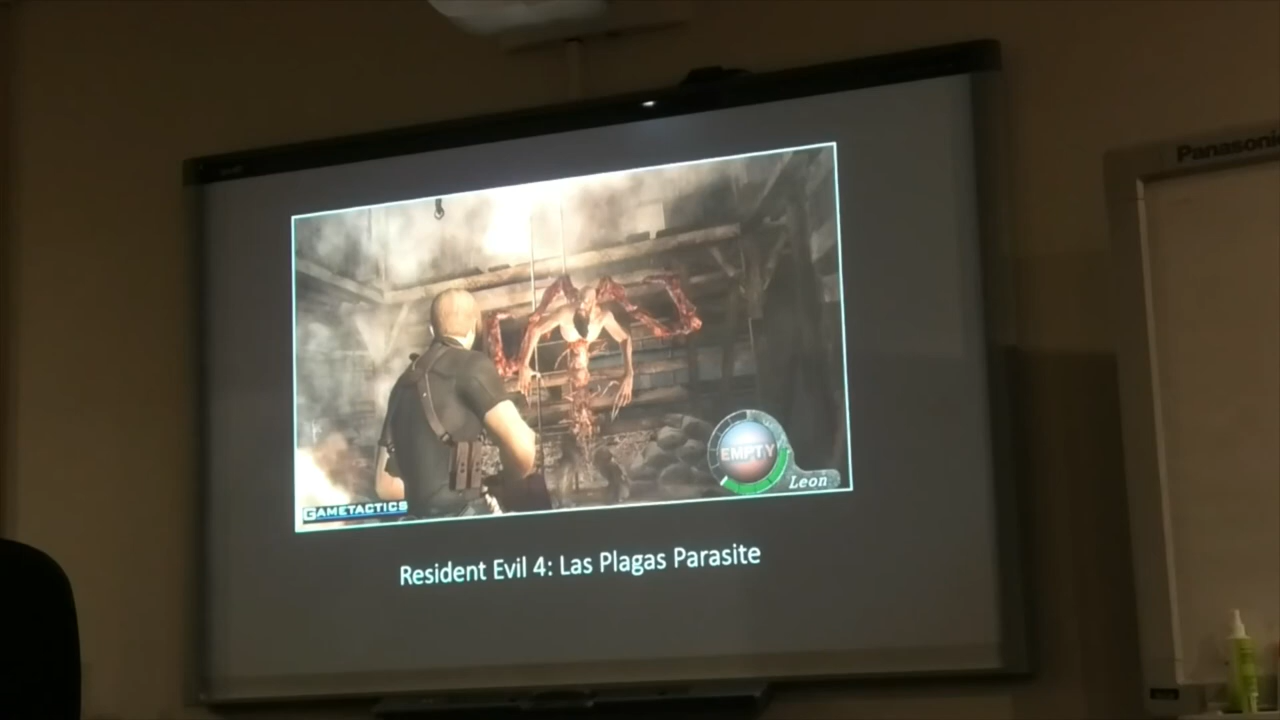 Panasonic
EMPTY
Leon
GAMETACTICS
Resident Evil 4: Las Plagas Parasite